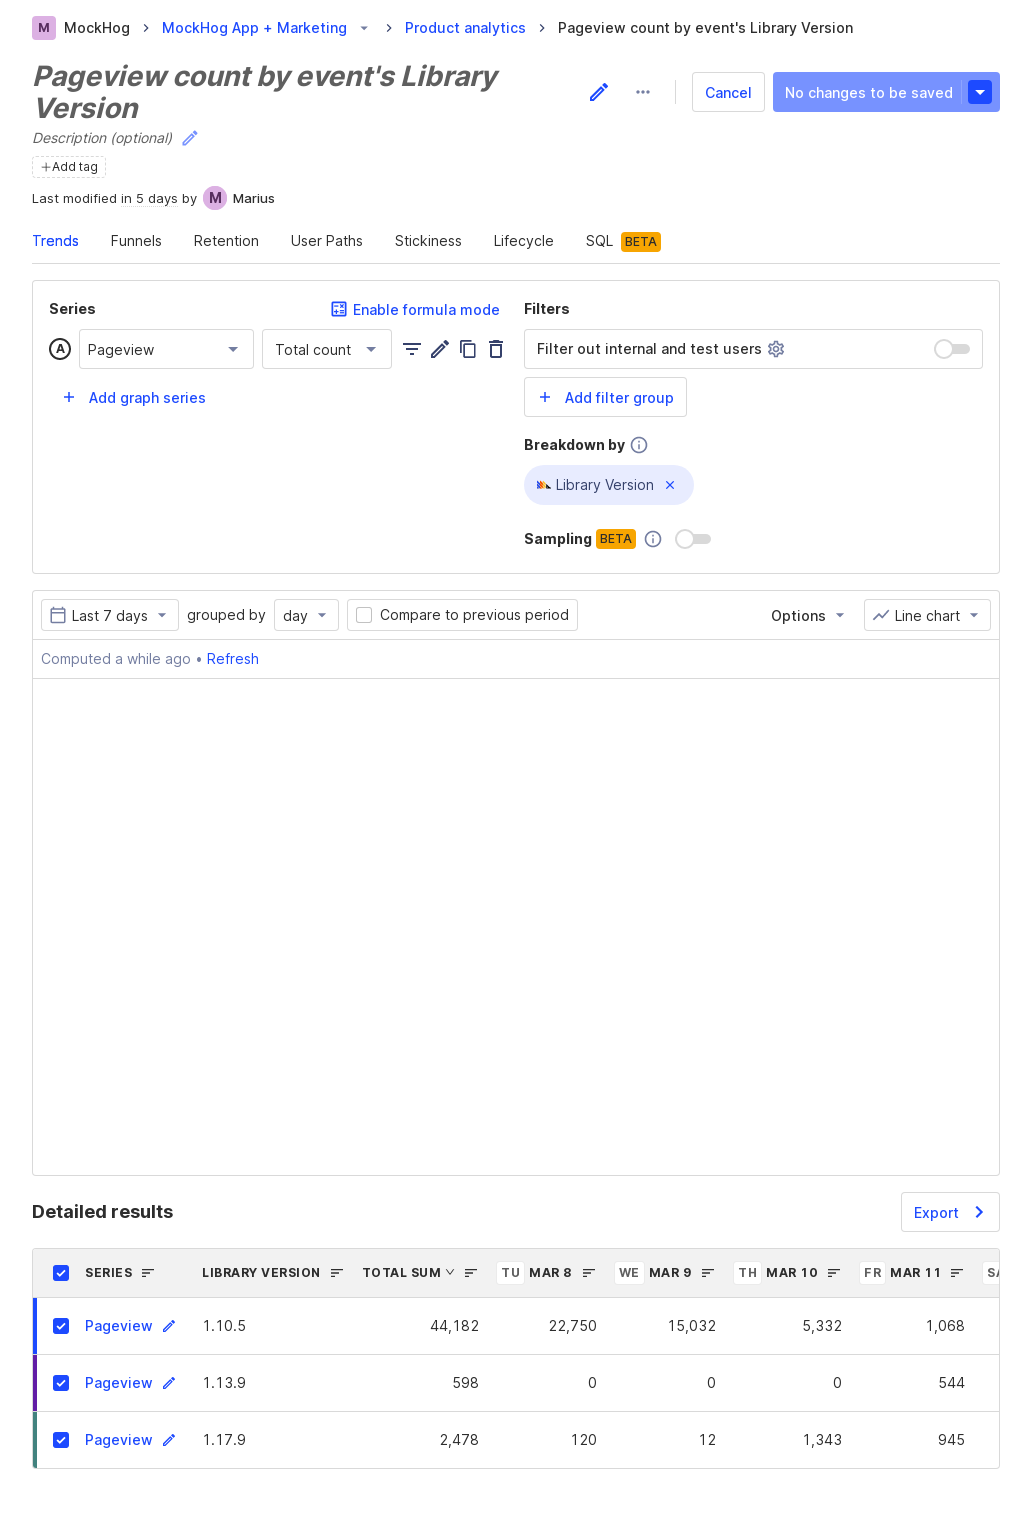 M MockHog > MockHog App + Marketing > Product analytics > Pageview count by event's Library Version
Pageview count by event's Library
Version
Cancel
No changes to be saved
Description (optional)
+Add tag
Last modified in 5 days by M Marius
Trends Funnels Retention User Paths Stickiness Lifecycle SQL BETA
Series
Enable formula mode
A Pageview Total count
+ Add graph series
Filters
Filter out internal and test users
+ Add filter group
Breakdown by
Library Version
Sampling BETA
Last 7 days grouped by day Compare to previous period Options Line chart
Computed a while ago • Refresh
Detailed results
Export
SERIES LIBRARY VERSION TOTAL SUM TU MAR 8 WE MAR 9 TH MAR 10 FR MAR 11 SA
Pageview 1.10.5 44,182 22,750 15,032 5,332 1,068
Pageview 1.13.9 598 0 0 0 544
Pageview 1.17.9 2,478 120 12 1,343 945